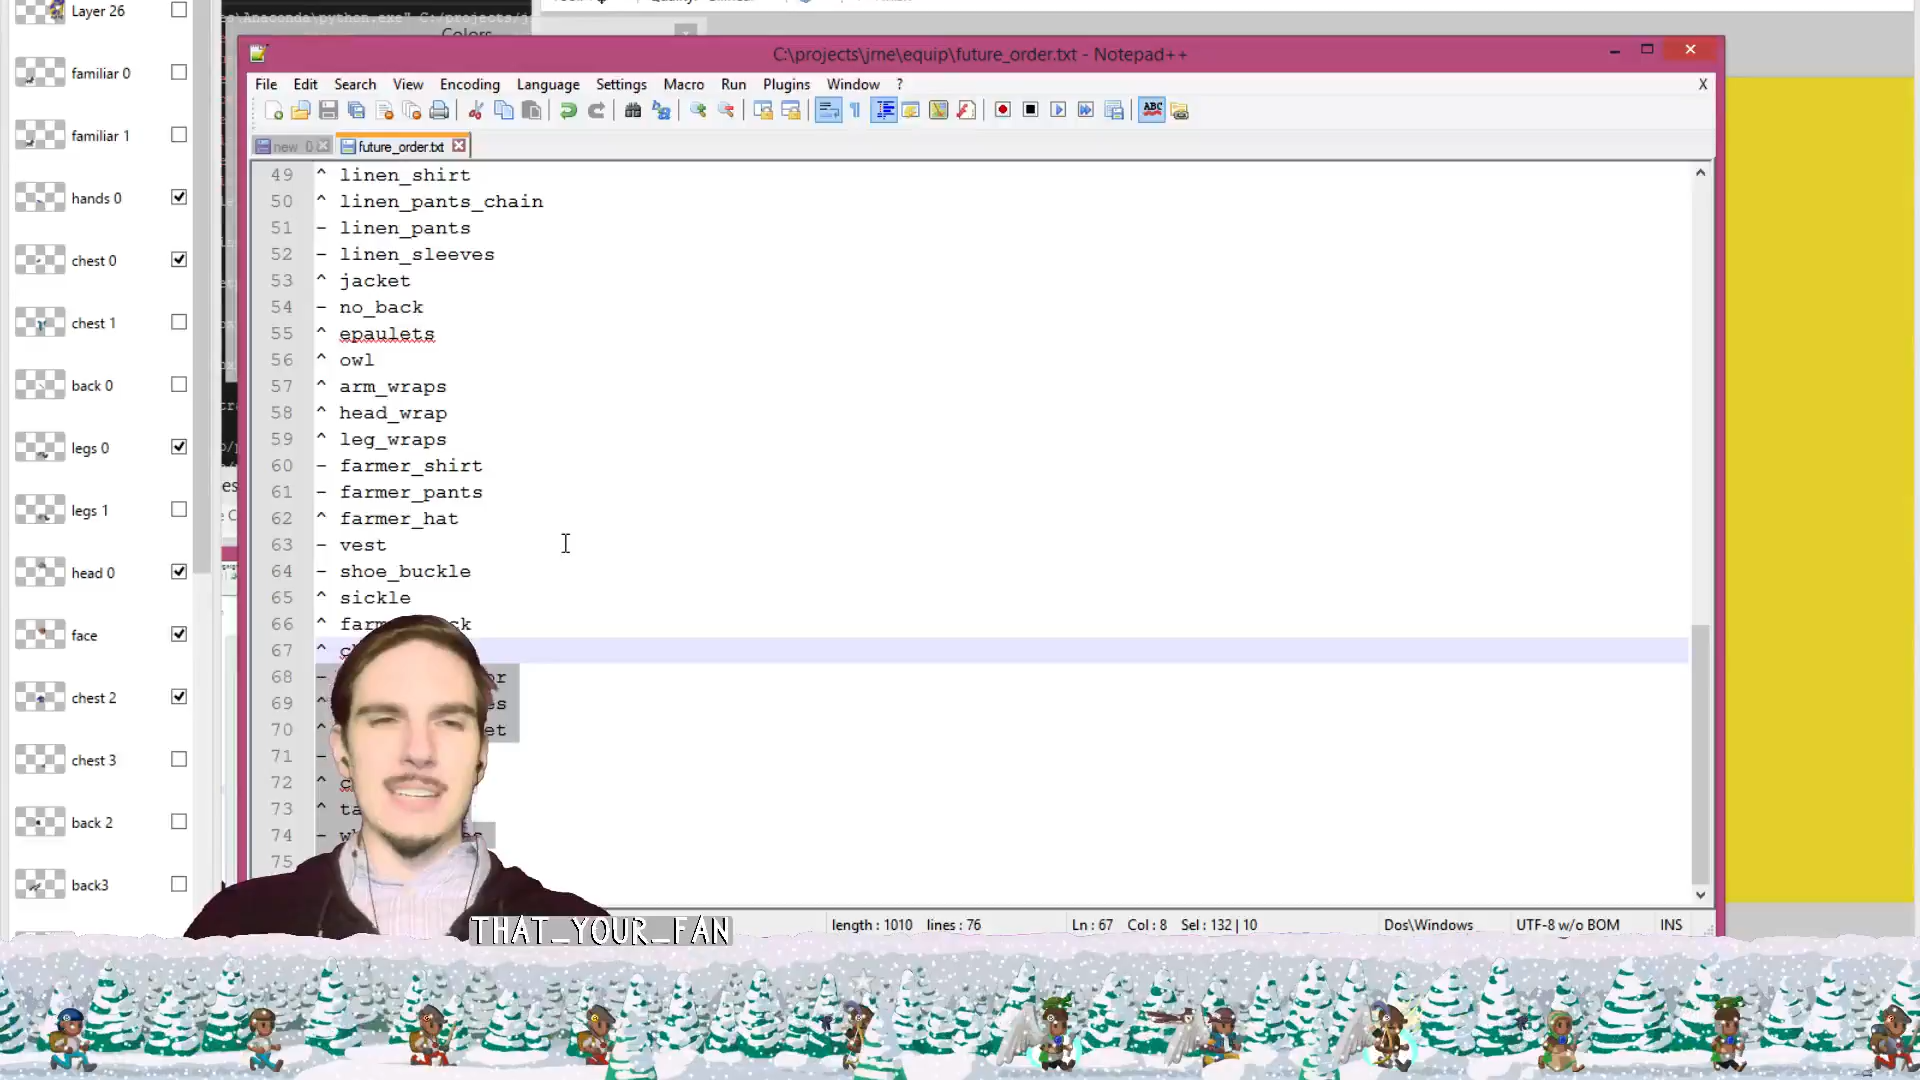 Layer 26
familiar 0
familiar 1
hands 0
chest 0
chest 1
back 0
legs 0
legs 1
head 0
face
chest 2
chest 3
back 2
back3
Colors
C:\projects\jrne\equip\future_order.txt - Notepad++
File Edit Search View Encoding Language Settings Macro Run Plugins Window ? X
new 0 future_order.txt
49 ^ linen_shirt
50 ^ linen_pants_chain
51 - linen_pants
52 - linen_sleeves
53 ^ jacket
54 - no_back
55 ^ epaulets
56 ^ owl
57 ^ arm_wraps
58 ^ head_wrap
59 ^ leg_wraps
60 - farmer_shirt
61 - farmer_pants
62 ^ farmer_hat
63 - vest
64 - shoe_buckle
65 ^ sickle
66 ^
67 ^
68 -
69 ^
70 ^
71 -
72 ^
73 ^
74 -
75
length : 1010 lines : 76 Ln : 67 Col : 8 Sel : 132 | 10 Dos\Windows UTF-8 w/o BOM INS
THAT_YOUR_FAN